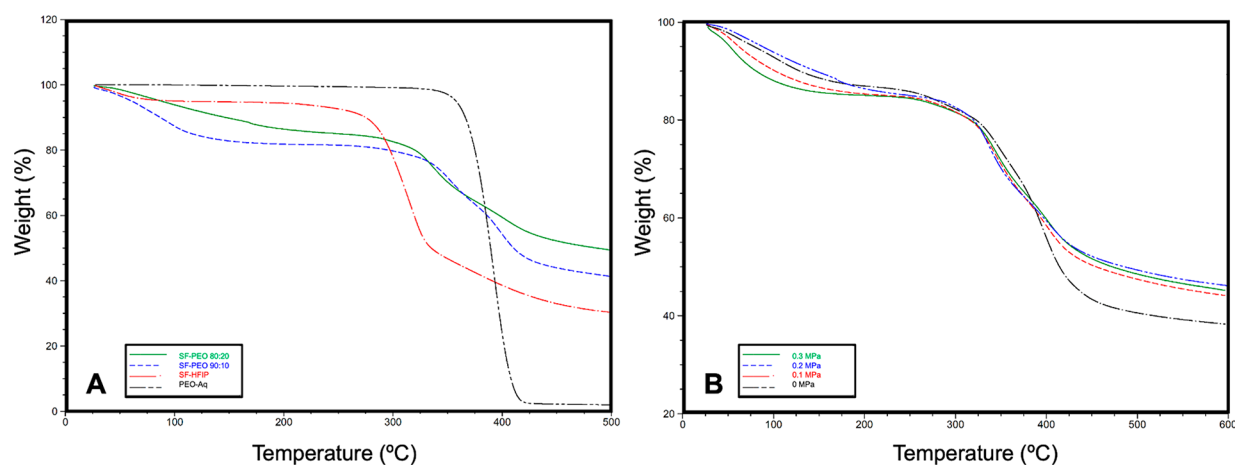 120
100
80
60
40
20
0
Weight (%)
SF-PEO 80:20
SF-PEO 90:10
SF-HFIP
PEO-Aq
A
0 100 200 300 400 500
Temperature (ºC)
100
80
60
40
20
Weight (%)
0.3 MPa
0.2 MPa
0.1 MPa
0 MPa
B
0 100 200 300 400 500 600
Temperature (ºC)